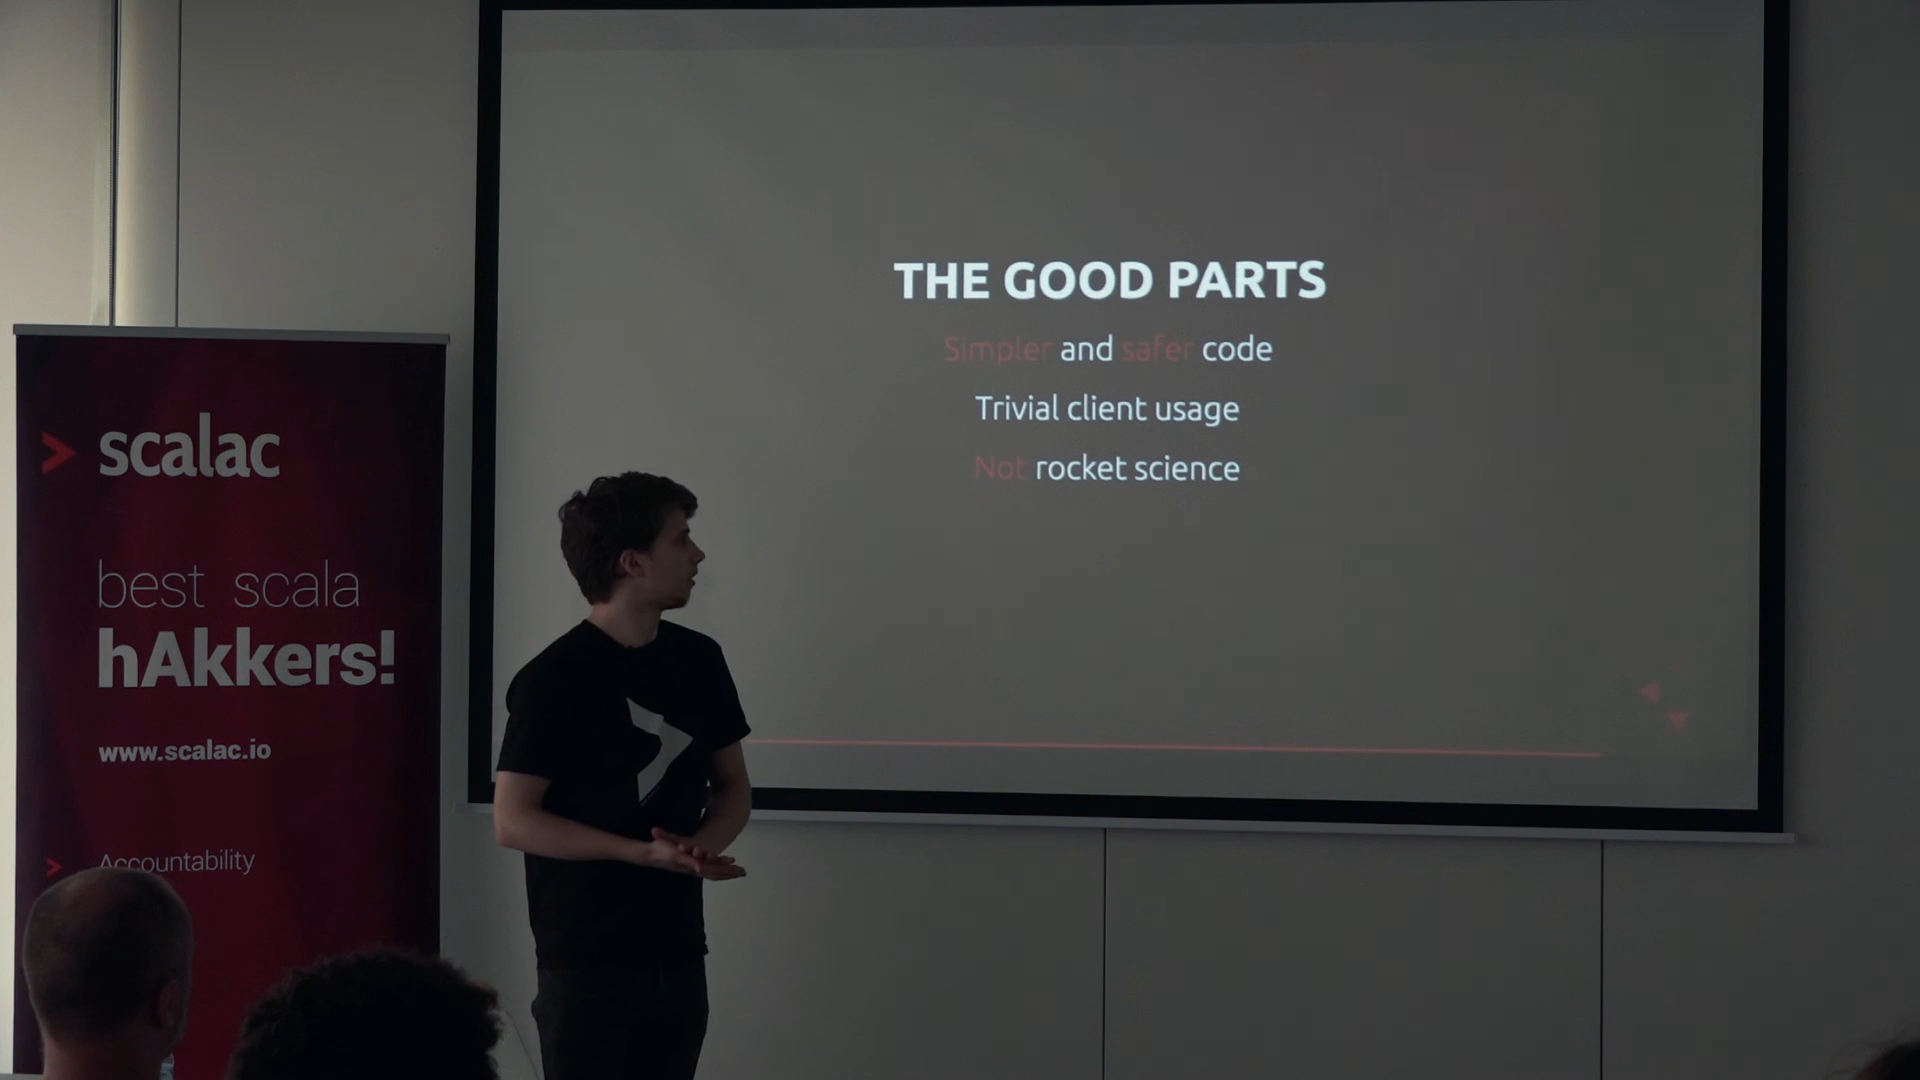 THE GOOD PARTS
Simpler and safer code
Trivial client usage
Not rocket science
> scalac
best scala
hAkkers!
www.scalac.io
> Accountability